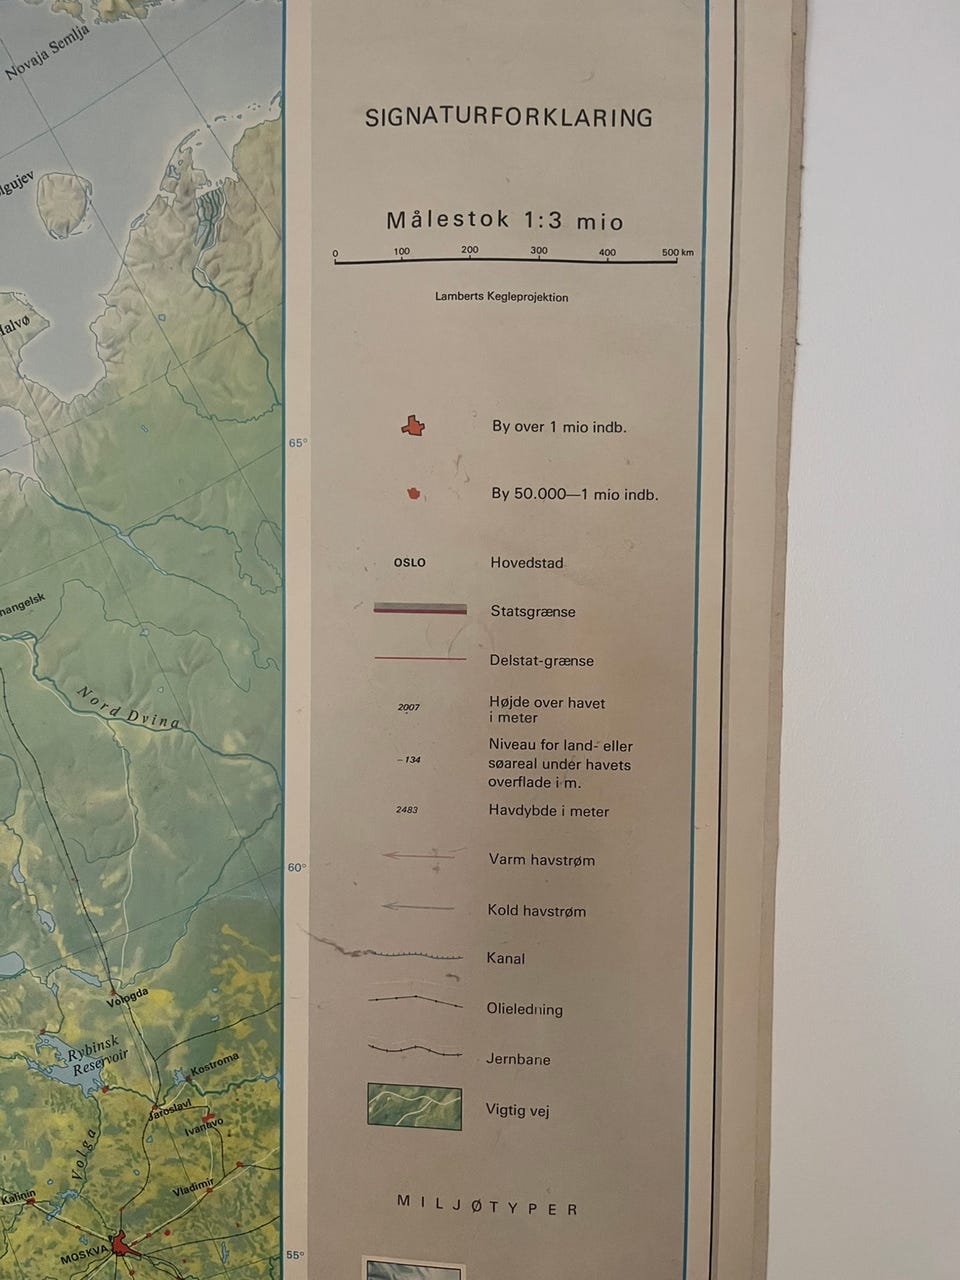 Novaja Semlja
SIGNATURFORKLARING
Målestok 1:3 mio
0 100 200 300 400 500 km
Lamberts Kegleprojektion
By over 1 mio indb.
65°
By 50.000—1 mio indb.
OSLO Hovedstad
Statsgrænse
Delstat-grænse
2007 Højde over havet
i meter
Nord Dvina
-134 Niveau for land- eller
søareal under havets
overflade i m.
2483 Havdybde i meter
Varm havstrøm
60°
Kold havstrøm
Kanal
Vologda
Olieledning
Rybinsk
Reservoir
Jernbane
Kostroma
Jaroslavl
Vigtig vej
Ivanovo
Volga
Vladimir
Kalinin
MILJØTYPER
MOSKVA
55°